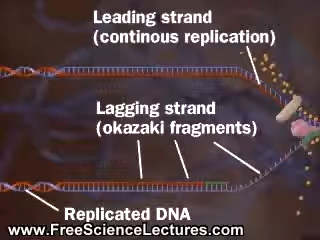 Leading strand
(continous replication)
Lagging strand
(okazaki fragments)
Replicated DNA
www.FreeScienceLectures.com